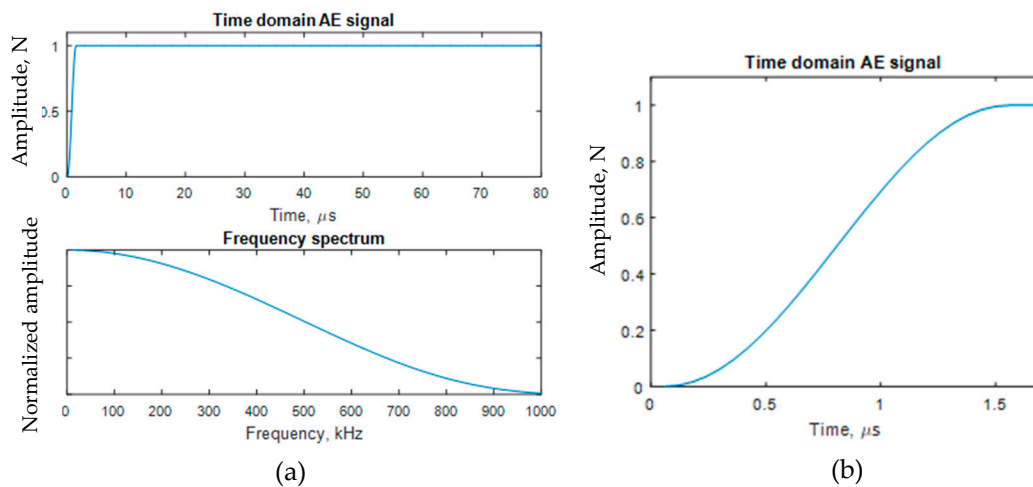 Time domain AE signal
Amplitude, N
1
0.5
0
0 10 20 30 40 50 60 70 80
Time, μs
Frequency spectrum
Normalized amplitude
0 100 200 300 400 500 600 700 800 900 1000
Frequency, kHz
(a)
Time domain AE signal
Amplitude, N
1
0.8
0.6
0.4
0.2
0
0 0.5 1 1.5
Time, μs
(b)